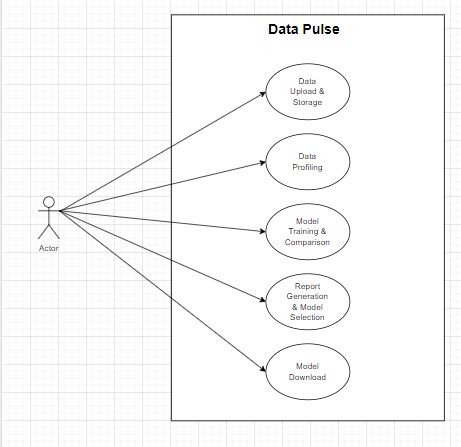 Data Pulse
Data
Upload &
Storage
Data
Profiling
Model
Training &
Comparison
Actor
Report
Generation
& Model
Selection
Model
Download